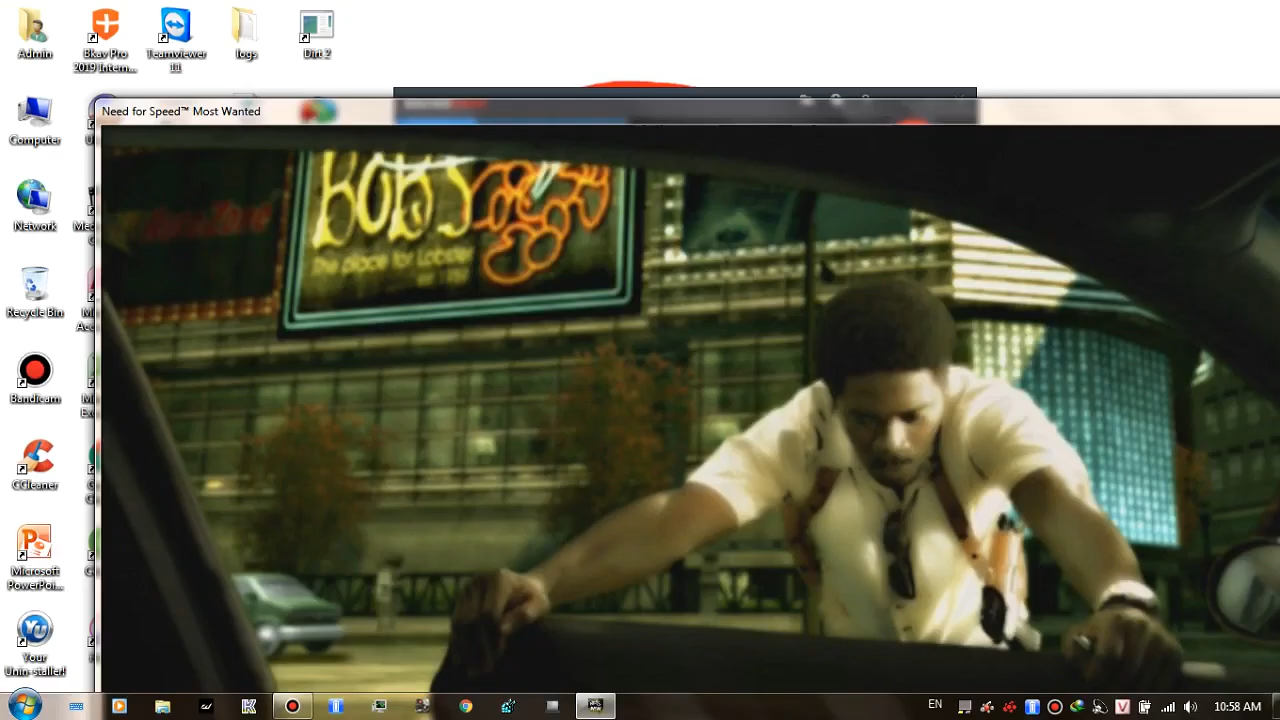 Admin
Bkav Pro
2019 Intern...
Teamviewer
11
logs
Dirt 2
Computer
Need for Speed™ Most Wanted
Network
Recycle Bin
Bandicam
CCleaner
Microsoft
PowerPoi...
Your
Unin-staller!
BOB'S
The place for Lobster
EN
10:58 AM